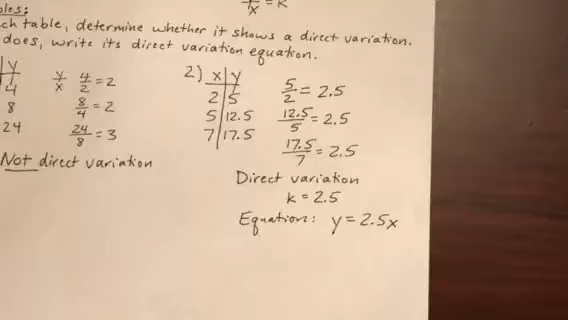 ples:
y/x = k
ch table, determine whether it shows a direct variation.
does, write its direct variation equation.
y
4
8
24
y/x 4/2 = 2
8/4 = 2
24/8 = 3
Not direct variation
2) x y
2 5
5 12.5
7 17.5
5/2 = 2.5
12.5/5 = 2.5
17.5/7 = 2.5
Direct variation
k = 2.5
Equation: y = 2.5x